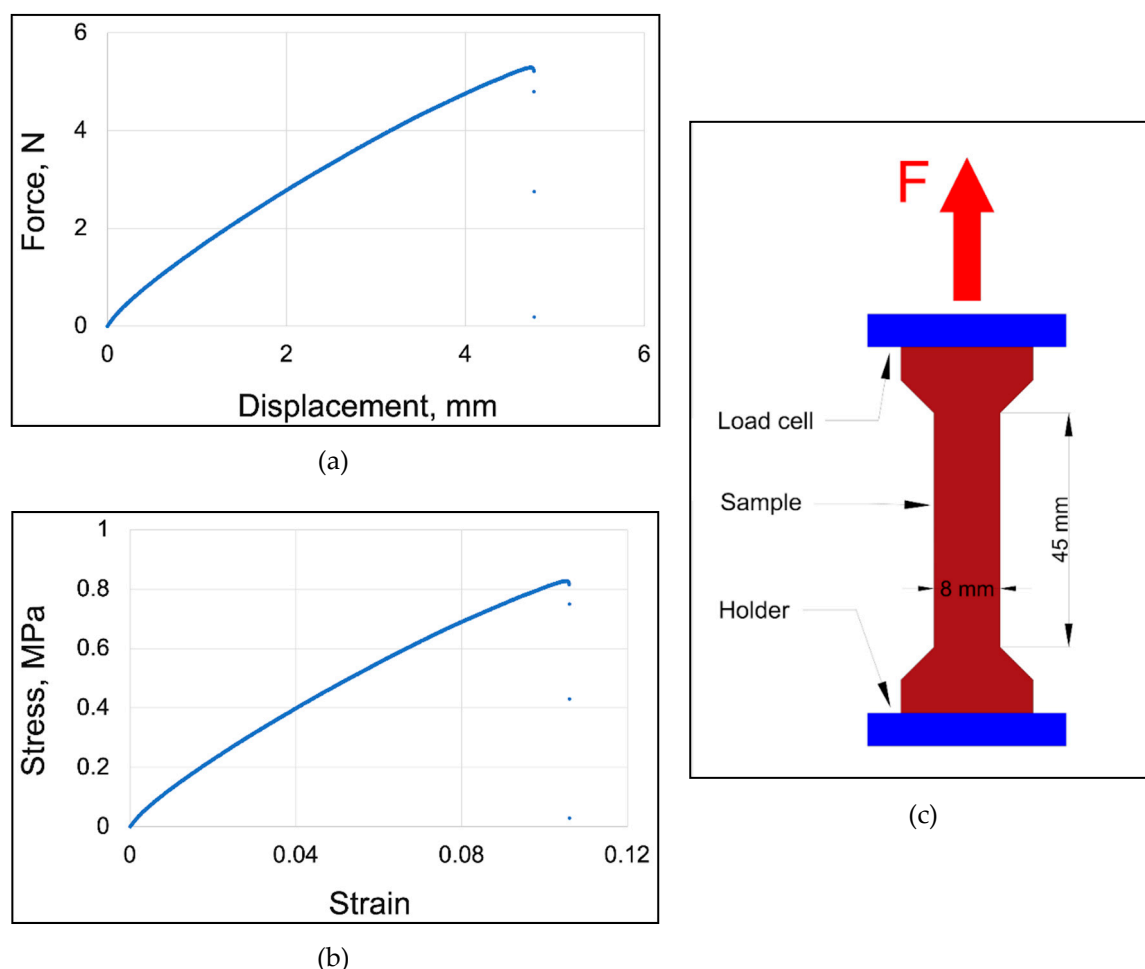 6
4
2
0
Force, N
0 2 4 6
Displacement, mm
(a)
1
0.8
0.6
0.4
0.2
0
Stress, MPa
0 0.04 0.08 0.12
Strain
(b)
F
Load cell
Sample
45 mm
8 mm
Holder
(c)